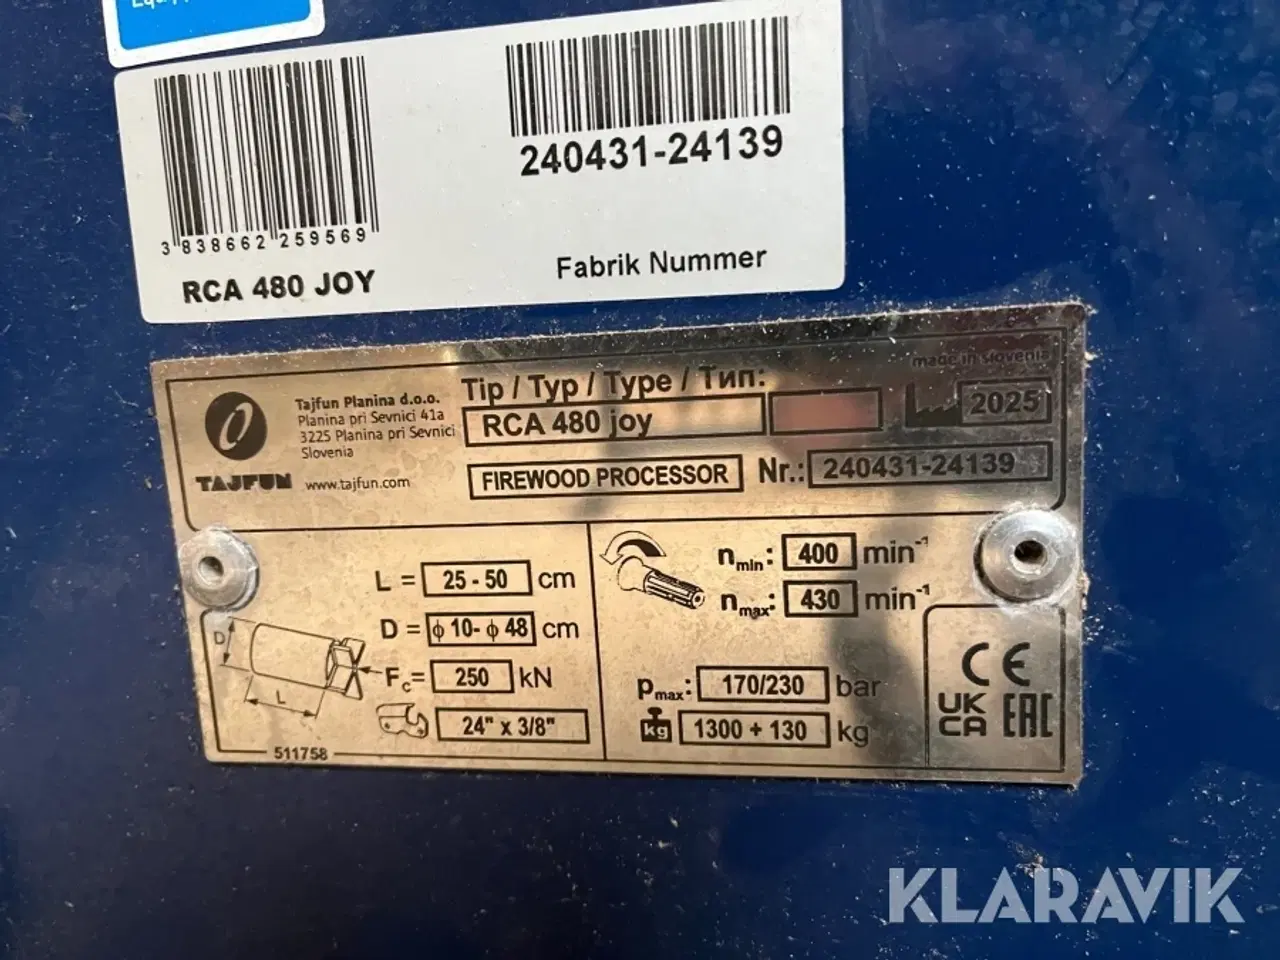 240431-24139
3 838662 259569
RCA 480 JOY
Fabrik Nummer
made in slovenia
Tajfun Planina d.o.o.
Planina pri Sevnici 41a
3225 Planina pri Sevnici
Slovenia
TAJFUN www.tajfun.com
Tip / Typ / Type / Тип:
RCA 480 joy
2025
FIREWOOD PROCESSOR Nr.: 240431-24139
L = 25 - 50 cm
D = ϕ 10- ϕ 48 cm
Fc= 250 kN
24" x 3/8"
D
L
511758
nmin: 400 min-1
nmax: 430 min-1
pmax: 170/230 bar
kg 1300 + 130 kg
CE
UK
CA EAC
KLARAVIK